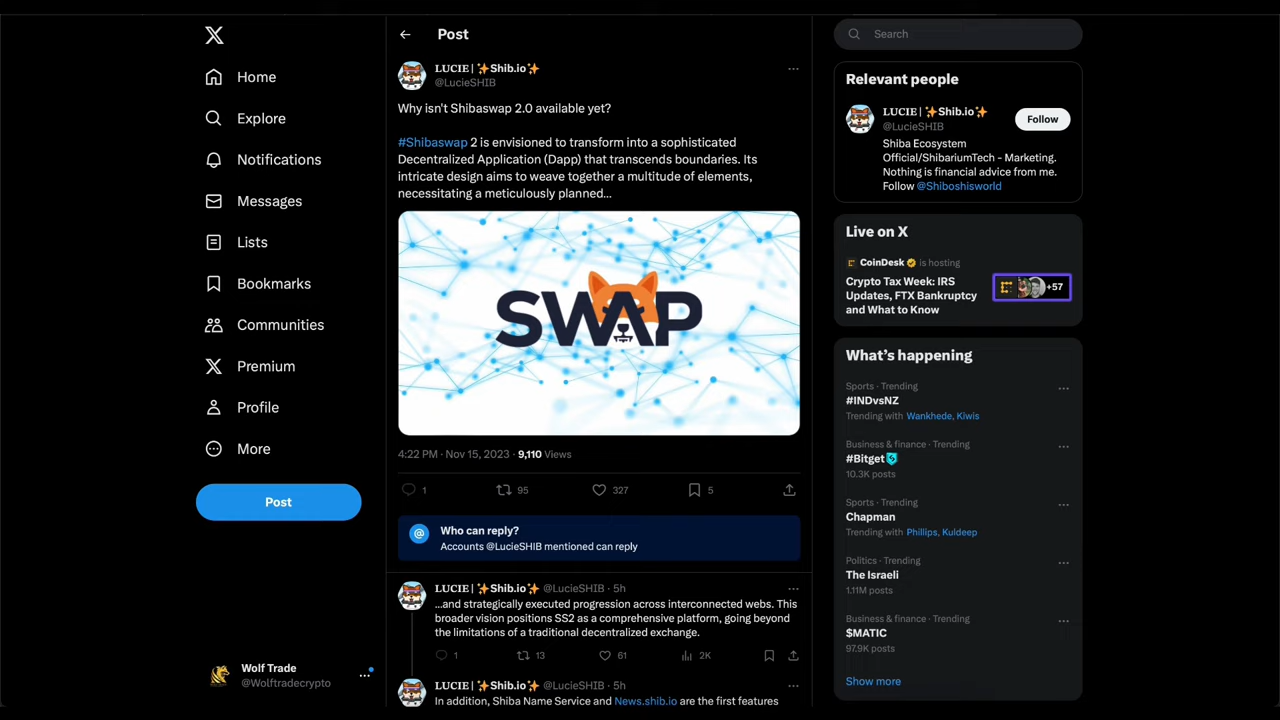 Home
Explore
Notifications
Messages
Lists
Bookmarks
Communities
Premium
Profile
More
Post
Wolf Trade
@Wolftradecrypto
Post
LUCIE | ✨Shib.io✨
@LucieSHIB
Why isn't Shibaswap 2.0 available yet?
#Shibaswap 2 is envisioned to transform into a sophisticated
Decentralized Application (Dapp) that transcends boundaries. Its
intricate design aims to weave together a multitude of elements,
necessitating a meticulously planned...
SWAP
4:22 PM · Nov 15, 2023 · 9,110 Views
1 95 327 5
Who can reply?
Accounts @LucieSHIB mentioned can reply
LUCIE | ✨Shib.io✨ @LucieSHIB · 5h
...and strategically executed progression across interconnected webs. This
broader vision positions SS2 as a comprehensive platform, going beyond
the limitations of a traditional decentralized exchange.
1 13 61 2K
LUCIE | ✨Shib.io✨ @LucieSHIB · 5h
In addition, Shiba Name Service and News.shib.io are the first features
Search
Relevant people
LUCIE | ✨Shib.io✨
@LucieSHIB
Follow
Shiba Ecosystem
Official/ShibariumTech - Marketing.
Nothing is financial advice from me.
Follow @Shiboshisworld
Live on X
CoinDesk is hosting
Crypto Tax Week: IRS
Updates, FTX Bankruptcy
and What to Know
+57
What's happening
Sports · Trending
#INDvsNZ
Trending with Wankhede, Kiwis
Business & finance · Trending
#Bitget
10.3K posts
Sports · Trending
Chapman
Trending with Phillips, Kuldeep
Politics · Trending
The Israeli
1.11M posts
Business & finance · Trending
$MATIC
97.9K posts
Show more